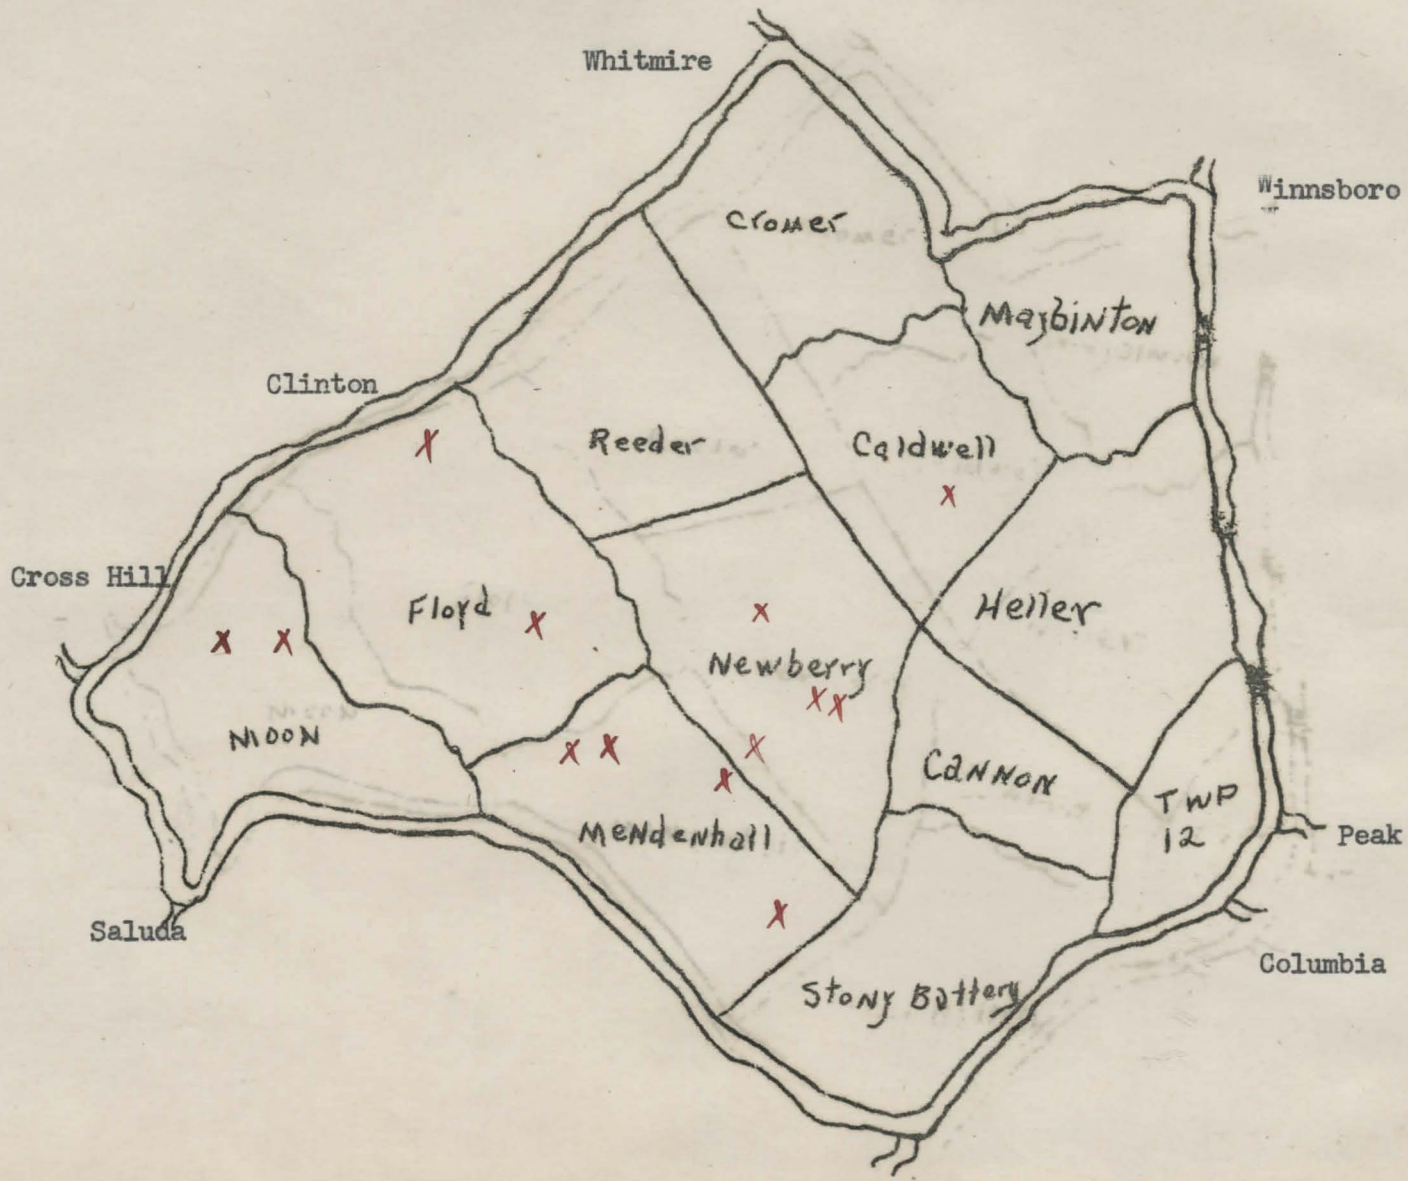 Whitmire
Winnsboro
Cromer
Maybinton
Clinton
Reeder
Caldwell
X
X
Cross Hill
Floyd
X
Heller
X
X
X
Newberry
X
X
Moon
X
X
X
X
Cannon
TWP
12
Mendenhall
Peak
X
Saluda
Columbia
Stony Battery